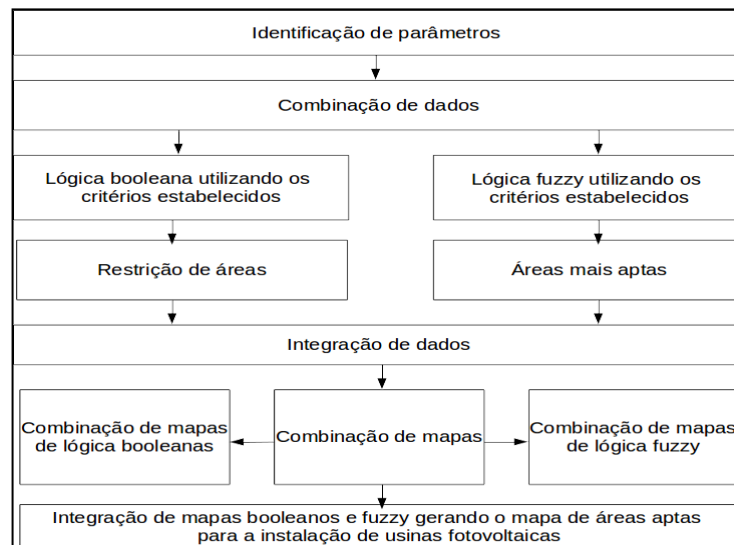 Identificação de parâmetros
Combinação de dados
Lógica booleana utilizando os
critérios estabelecidos
Lógica fuzzy utilizando os
critérios estabelecidos
Restrição de áreas
Áreas mais aptas
Integração de dados
Combinação de mapas
de lógica booleanas
Combinação de mapas
Combinação de mapas
de lógica fuzzy
Integração de mapas booleanos e fuzzy gerando o mapa de áreas aptas
para a instalação de usinas fotovoltaicas